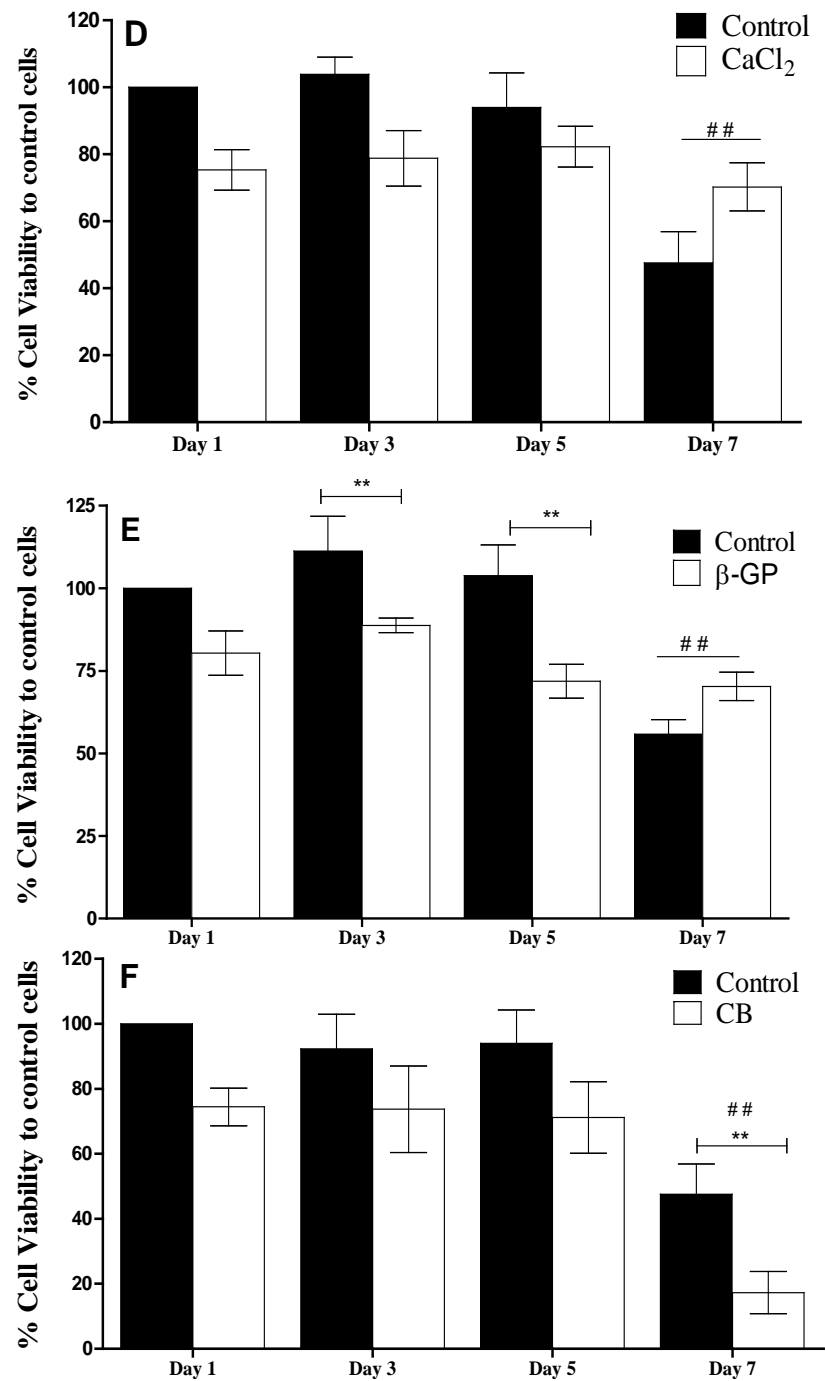 D
Control
CaCl₂
% Cell Viability to control cells
120
100
80
60
40
20
0
# #
Day 1 Day 3 Day 5 Day 7
E
Control
β-GP
% Cell Viability to control cells
125
100
75
50
25
0
**
**
# #
Day 1 Day 3 Day 5 Day 7
F
Control
CB
% Cell Viability to control cells
120
100
80
60
40
20
0
# #
**
Day 1 Day 3 Day 5 Day 7